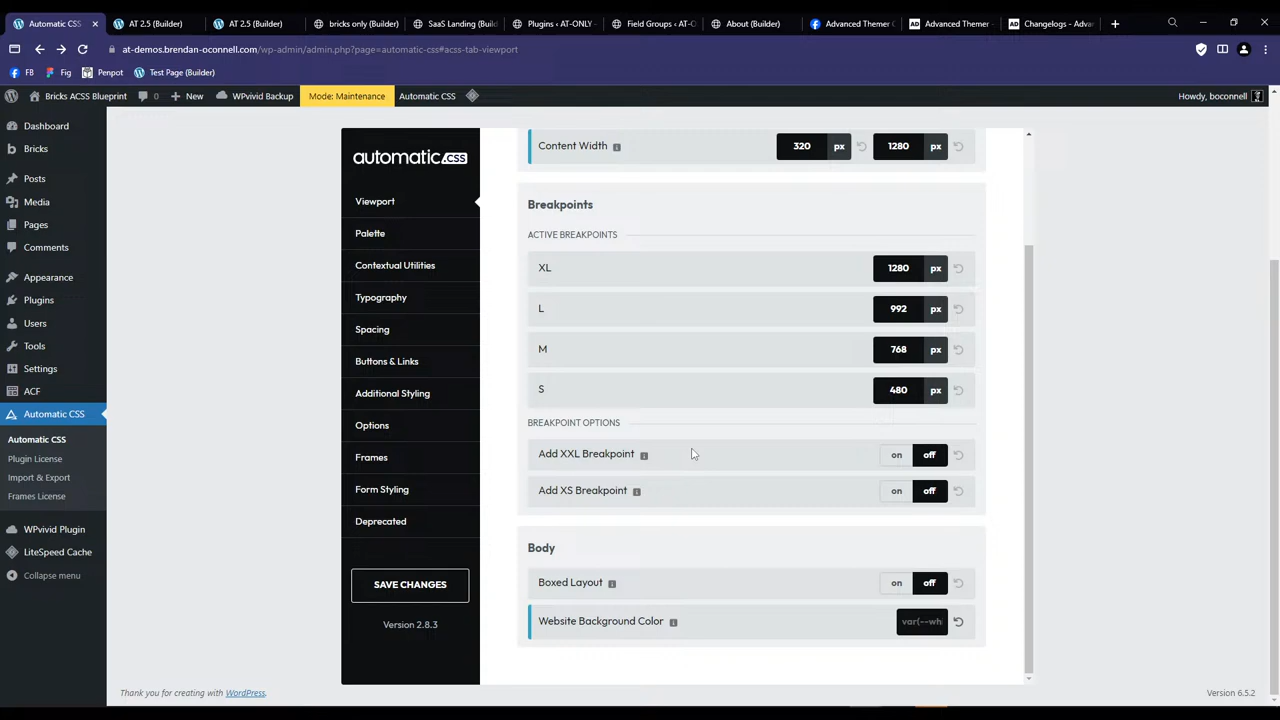 Automatic CSS
AT 2.5 (Builder)
AT 2.5 (Builder)
bricks only (Builder)
SaaS Landing (Build
Plugins ‹ AT-ONLY
Field Groups ‹ AT-O
About (Builder)
Advanced Themer C
Advanced Themer
Changelogs - Adva
at-demos.brendan-oconnell.com/wp-admin/admin.php?page=automatic-css#acss-tab-viewport
FB
Fig
Penpot
Test Page (Builder)
Bricks ACSS Blueprint
0
New
WPvivid Backup
Mode: Maintenance
Automatic CSS
Howdy, boconnell
Dashboard
Bricks
Posts
Media
Pages
Comments
Appearance
Plugins
Users
Tools
Settings
ACF
Automatic CSS
Automatic CSS
Plugin License
Import & Export
Frames License
WPvivid Plugin
LiteSpeed Cache
Collapse menu
automatic.css
Viewport
Palette
Contextual Utilities
Typography
Spacing
Buttons & Links
Additional Styling
Options
Frames
Form Styling
Deprecated
SAVE CHANGES
Version 2.8.3
Content Width
320 px
1280 px
Breakpoints
ACTIVE BREAKPOINTS
XL
1280 px
L
992 px
M
768 px
S
480 px
BREAKPOINT OPTIONS
Add XXL Breakpoint
on off
Add XS Breakpoint
on off
Body
Boxed Layout
on off
Website Background Color
var(--wh
Thank you for creating with WordPress.
Version 6.5.2